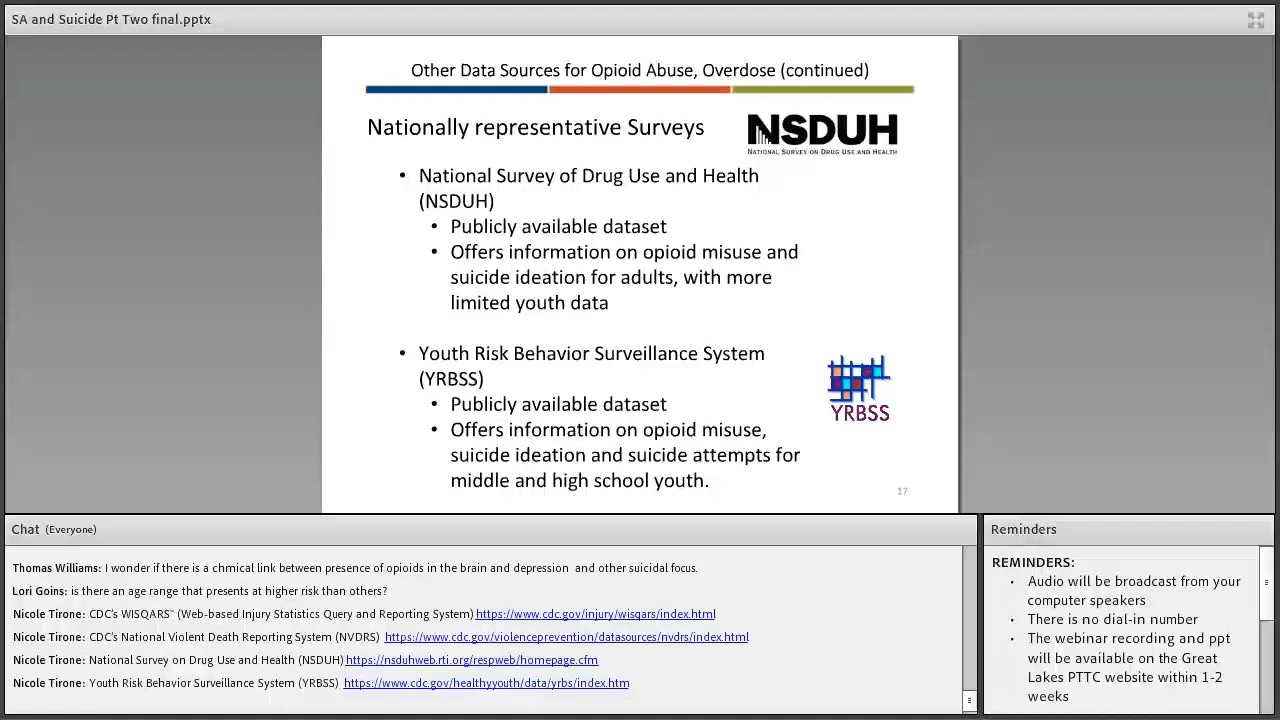 SA and Suicide Pt Two final.pptx
Other Data Sources for Opioid Abuse, Overdose (continued)
Nationally representative Surveys
NSDUH
National Survey on Drug Use and Health
• National Survey of Drug Use and Health
(NSDUH)
• Publicly available dataset
• Offers information on opioid misuse and
suicide ideation for adults, with more
limited youth data
• Youth Risk Behavior Surveillance System
(YRBSS)
YRBSS
• Publicly available dataset
• Offers information on opioid misuse,
suicide ideation and suicide attempts for
middle and high school youth.
17
Chat (Everyone)
Thomas Williams: I wonder if there is a chmical link between presence of opioids in the brain and depression and other suicidal focus.
Lori Goins: is there an age range that presents at higher risk than others?
Nicole Tirone: CDC's WISQARS™ (Web-based Injury Statistics Query and Reporting System) https://www.cdc.gov/injury/wisqars/index.html
Nicole Tirone: CDC's National Violent Death Reporting System (NVDRS) https://www.cdc.gov/violenceprevention/datasources/nvdrs/index.html
Nicole Tirone: National Survey on Drug Use and Health (NSDUH) https://nsduhweb.rti.org/respweb/homepage.cfm
Nicole Tirone: Youth Risk Behavior Surveillance System (YRBSS) https://www.cdc.gov/healthyyouth/data/yrbs/index.htm
Reminders
REMINDERS:
• Audio will be broadcast from your
computer speakers
• There is no dial-in number
• The webinar recording and ppt
will be available on the Great
Lakes PTTC website within 1-2
weeks